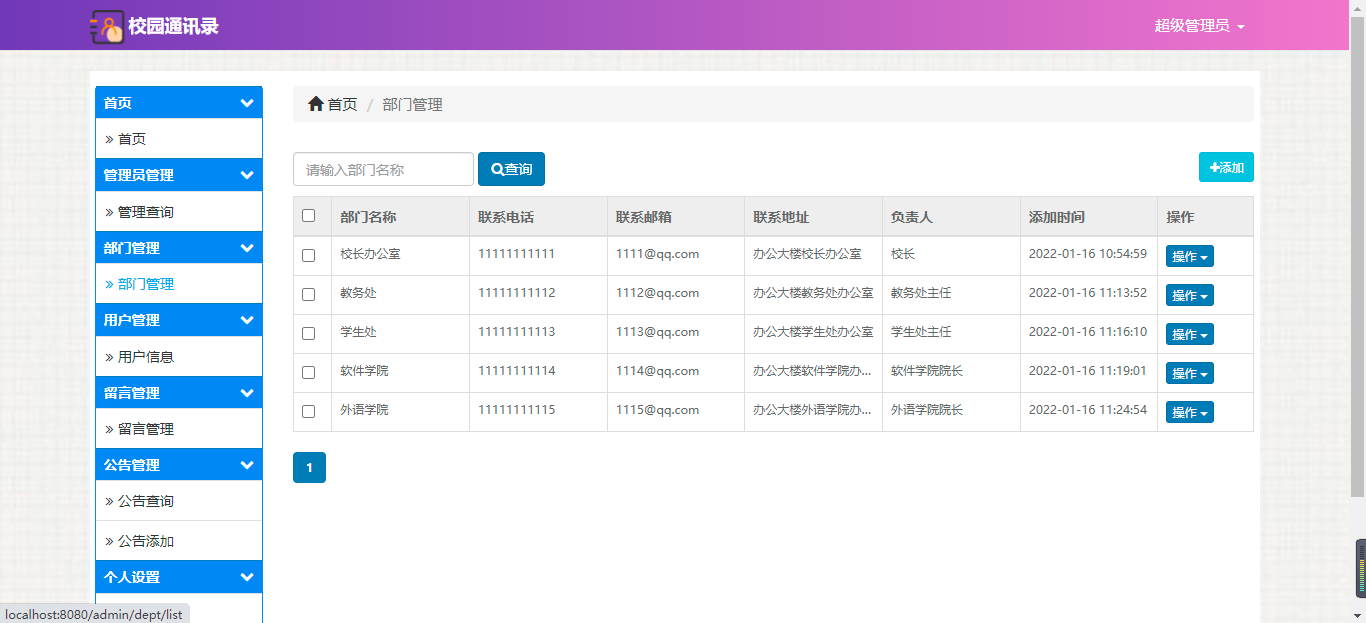 校园通讯录
超级管理员
首页
» 首页
管理员管理
» 管理查询
部门管理
» 部门管理
用户管理
» 用户信息
留言管理
» 留言管理
公告管理
» 公告查询
» 公告添加
个人设置
首页 / 部门管理
请输入部门名称 查询 +添加
部门名称 联系电话 联系邮箱 联系地址 负责人 添加时间 操作
校长办公室 11111111111 1111@qq.com 办公大楼校长办公室 校长 2022-01-16 10:54:59 操作
教务处 11111111112 1112@qq.com 办公大楼教务处办公室 教务处主任 2022-01-16 11:13:52 操作
学生处 11111111113 1113@qq.com 办公大楼学生处办公室 学生处主任 2022-01-16 11:16:10 操作
软件学院 11111111114 1114@qq.com 办公大楼软件学院办... 软件学院院长 2022-01-16 11:19:01 操作
外语学院 11111111115 1115@qq.com 办公大楼外语学院办... 外语学院院长 2022-01-16 11:24:54 操作
1
localhost:8080/admin/dept/list